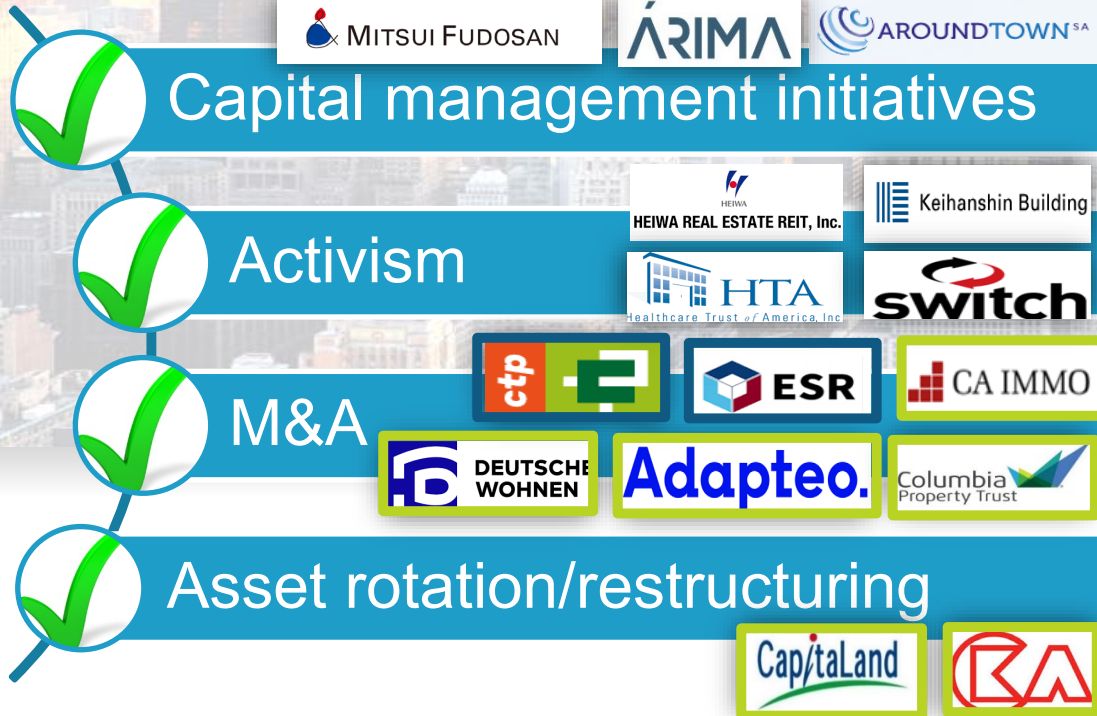 MITSUI FUDOSAN
ÁRIMA
AROUNDTOWN SA
Capital management initiatives
HEIWA
HEIWA REAL ESTATE REIT, Inc.
Keihanshin Building
Activism
HTA
Healthcare Trust of America, Inc
switch
ctp
ESR
CA IMMO
M&A
DEUTSCHE
WOHNEN
Adapteo.
Columbia
Property Trust
Asset rotation/restructuring
CapitaLand
CKA